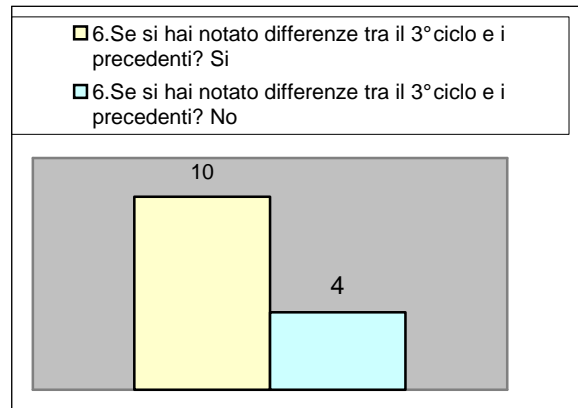 6.Se si hai notato differenze tra il 3° ciclo e i
precedenti? Si
6.Se si hai notato differenze tra il 3° ciclo e i
precedenti? No
10
4